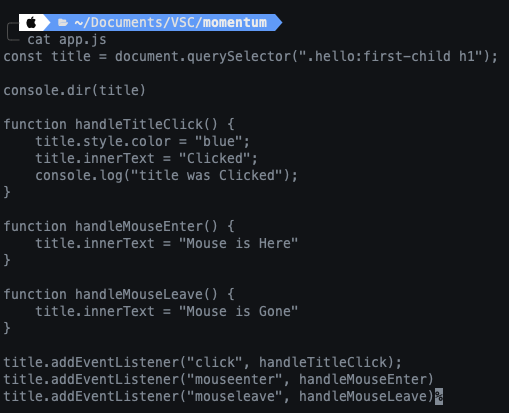 ~/Documents/VSC/momentum
cat app.js
const title = document.querySelector(".hello:first-child h1");
console.dir(title)
function handleTitleClick() {
    title.style.color = "blue";
    title.innerText = "Clicked";
    console.log("title was Clicked");
}
function handleMouseEnter() {
    title.innerText = "Mouse is Here"
}
function handleMouseLeave() {
    title.innerText = "Mouse is Gone"
}
title.addEventListener("click", handleTitleClick);
title.addEventListener("mouseenter", handleMouseEnter)
title.addEventListener("mouseleave", handleMouseLeave)%